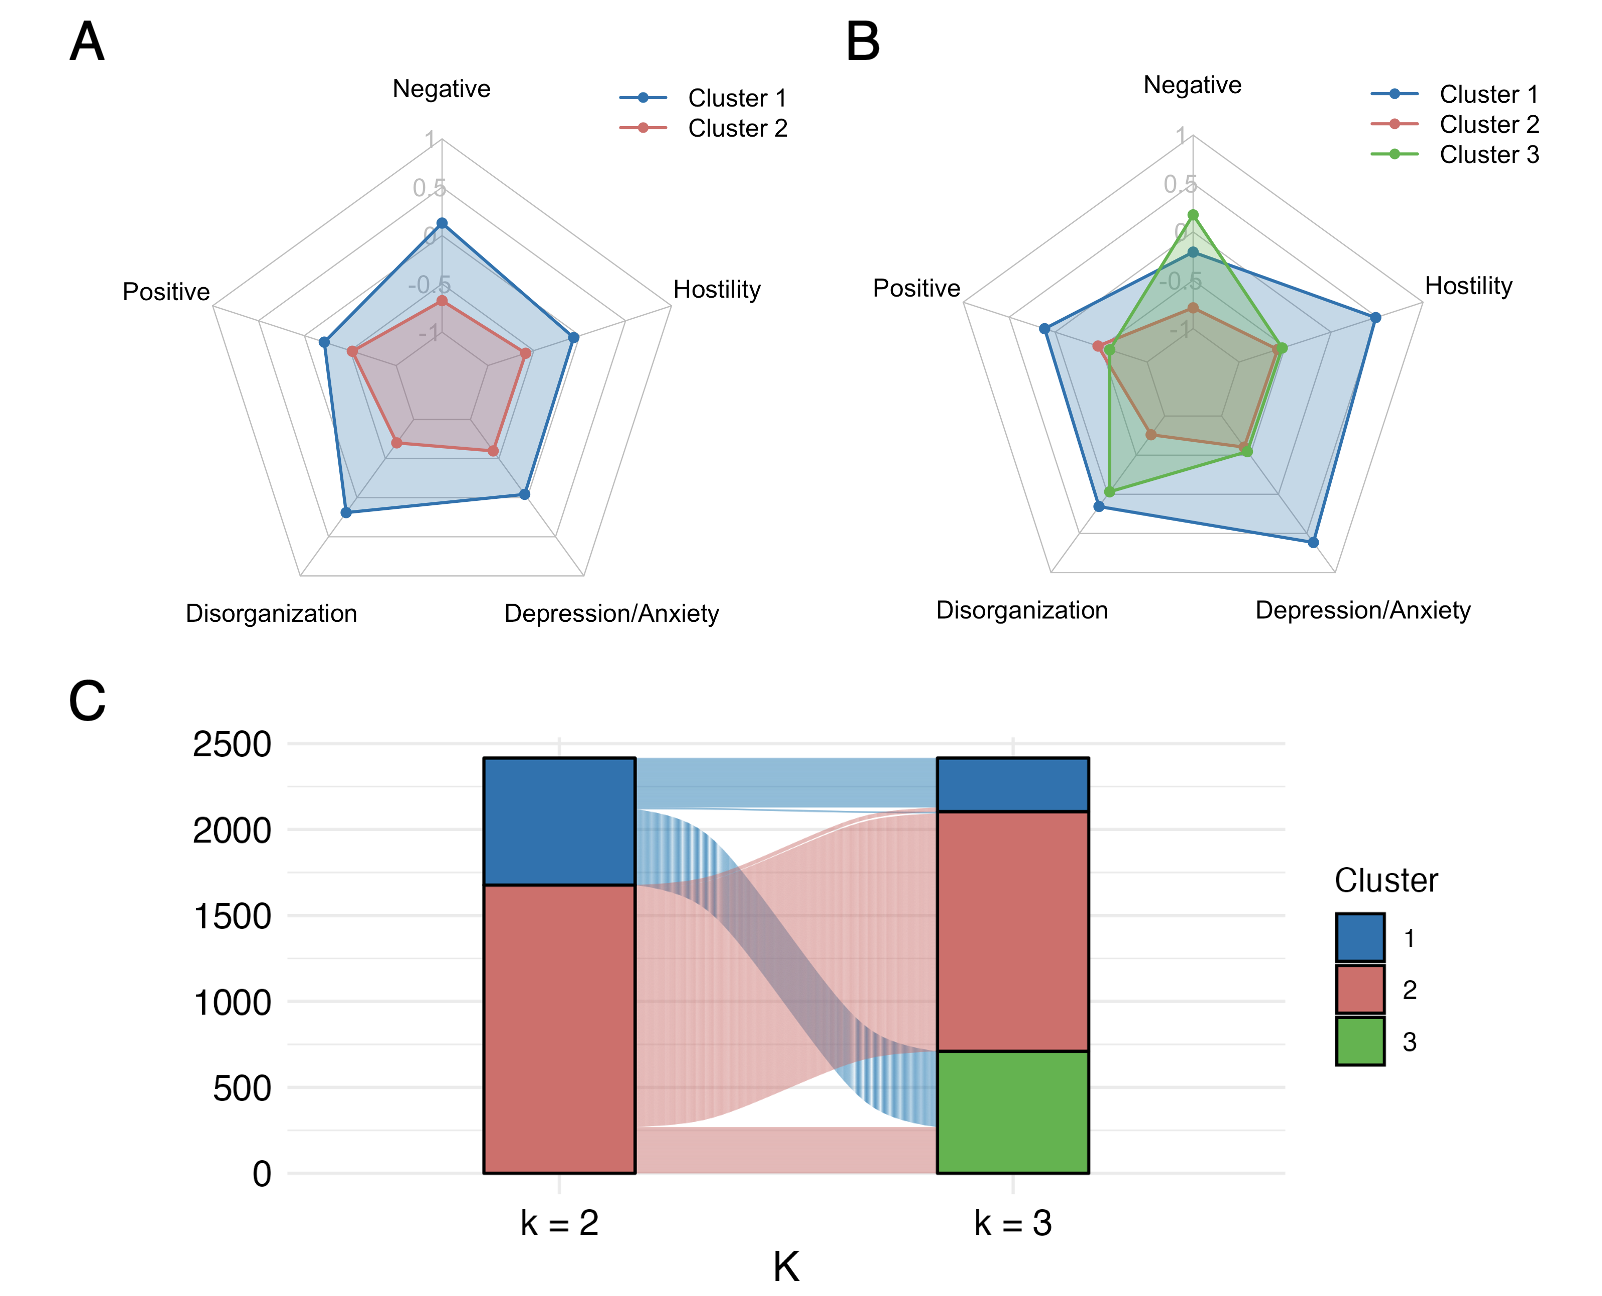 A
Negative
Cluster 1
Cluster 2
1
0.5
0
-0.5
-1
Positive
Hostility
Disorganization
Depression/Anxiety
B
Negative
Cluster 1
Cluster 2
Cluster 3
1
0.5
0
-0.5
-1
Positive
Hostility
Disorganization
Depression/Anxiety
C
2500
2000
1500
1000
500
0
k = 2
k = 3
K
Cluster
1
2
3